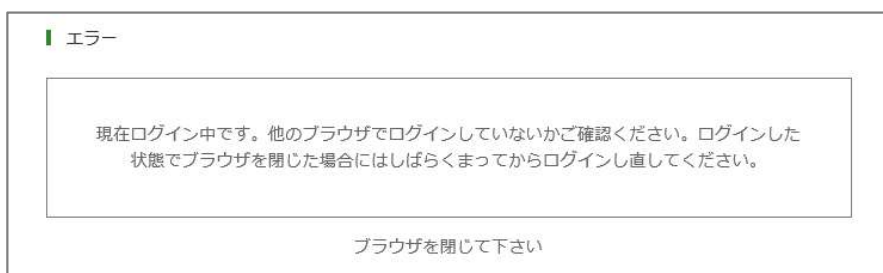 エラー
現在ログイン中です。他のブラウザでログインしていないかご確認ください。ログインした
状態でブラウザを閉じた場合にはしばらくまってからログインし直してください。
ブラウザを閉じて下さい